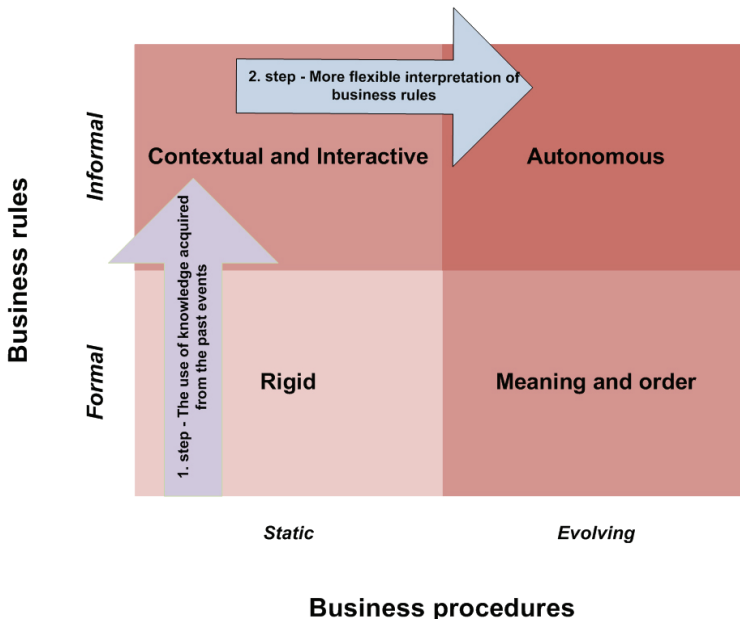 2. step - More flexible interpretation of
business rules
Informal
Contextual and Interactive
Autonomous
Business rules
1. step - The use of knowledge acquired
from the past events
Formal
Rigid
Meaning and order
Static
Evolving
Business procedures